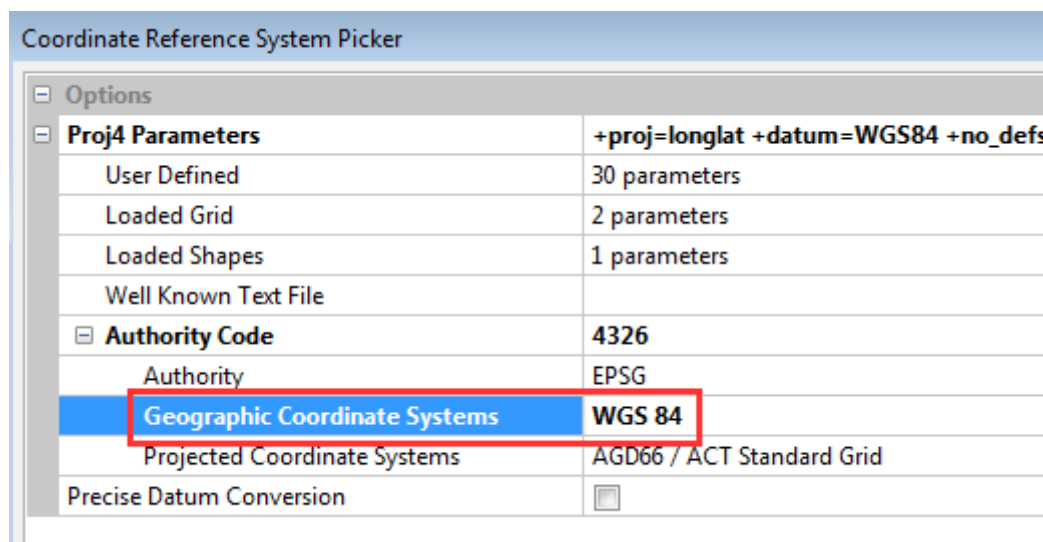 Coordinate Reference System Picker
Options
Proj4 Parameters +proj=longlat +datum=WGS84 +no_defs
User Defined 30 parameters
Loaded Grid 2 parameters
Loaded Shapes 1 parameters
Well Known Text File
Authority Code 4326
Authority EPSG
Geographic Coordinate Systems WGS 84
Projected Coordinate Systems AGD66 / ACT Standard Grid
Precise Datum Conversion